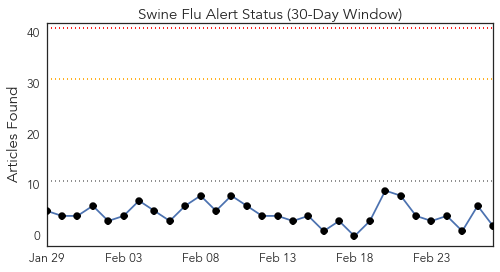 Swine Flu Alert Status (30-Day Window)
40
30
20
10
0
Articles Found
Jan 29 Feb 03 Feb 08 Feb 13 Feb 18 Feb 23